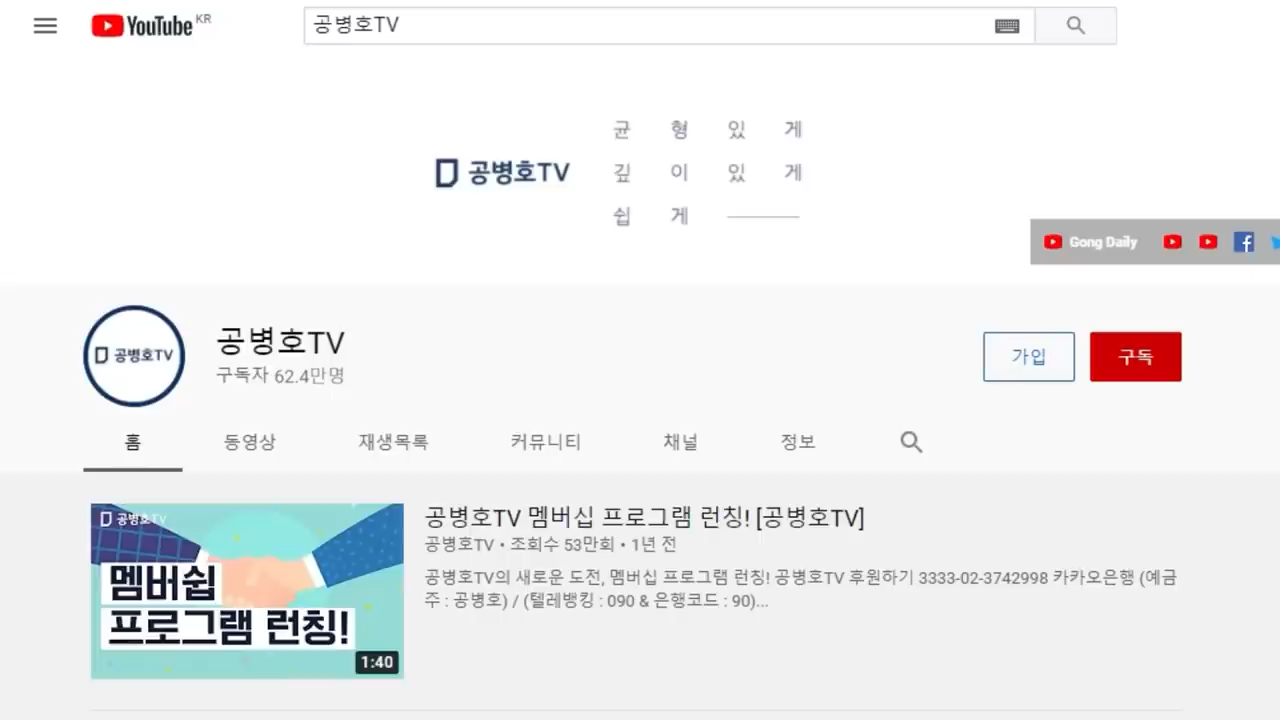 YouTube KR
공병호TV
공병호TV
균 형 있 게
깊 이 있 게
쉽 게
Gong Daily
공병호TV
공병호TV
구독자 62.4만명
가입
구독
홈
동영상
재생목록
커뮤니티
채널
정보
공병호TV
멤버쉽
프로그램 런칭!
1:40
공병호TV 멤버십 프로그램 런칭! [공병호TV]
공병호TV • 조회수 53만회 • 1년 전
공병호TV의 새로운 도전, 멤버십 프로그램 런칭! 공병호TV 후원하기 3333-02-3742998 카카오은행 (예금
주 : 공병호) / (텔레뱅킹 : 090 & 은행코드 : 90)...